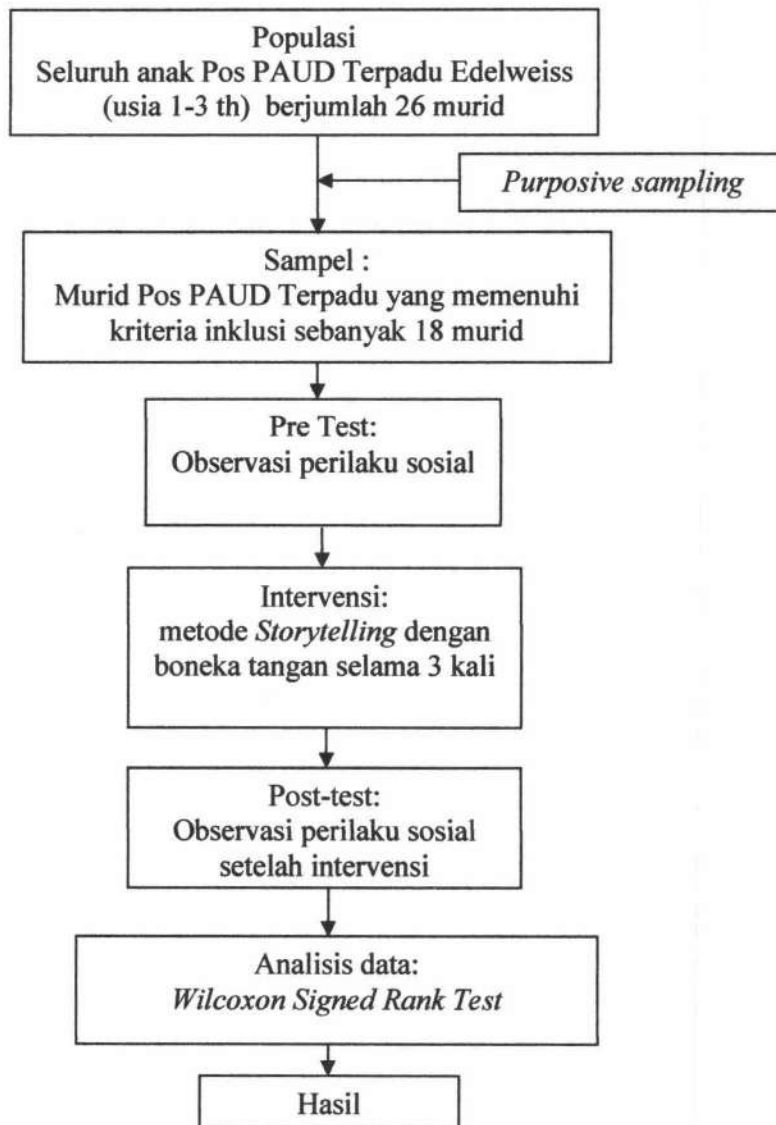 Populasi
Seluruh anak Pos PAUD Terpadu Edelweiss
(usia 1-3 th) berjumlah 26 murid
Purposive sampling
Sampel :
Murid Pos PAUD Terpadu yang memenuhi
kriteria inklusi sebanyak 18 murid
Pre Test:
Observasi perilaku sosial
Intervensi:
metode Storytelling dengan
boneka tangan selama 3 kali
Post-test:
Observasi perilaku sosial
setelah intervensi
Analisis data:
Wilcoxon Signed Rank Test
Hasil